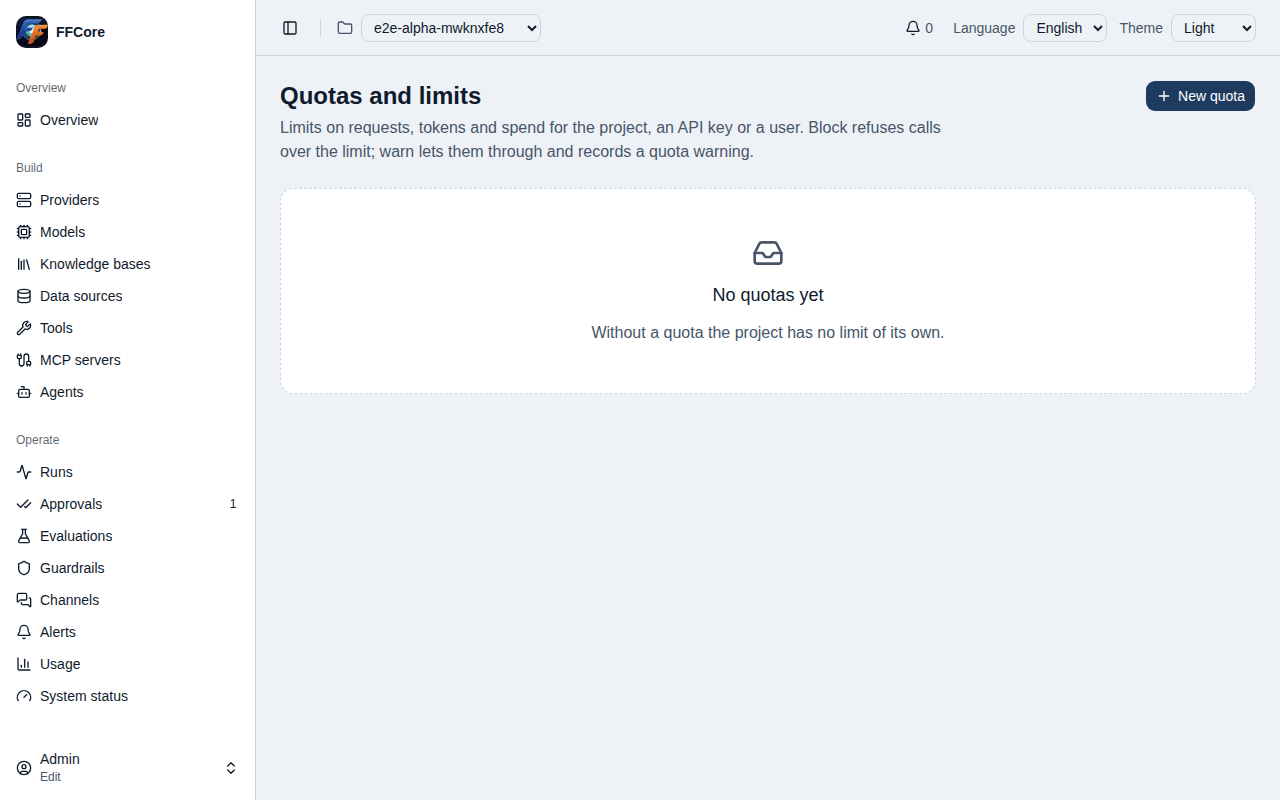 FFCore
Overview
Overview
Build
Providers
Models
Knowledge bases
Data sources
Tools
MCP servers
Agents
Operate
Runs
Approvals 1
Evaluations
Guardrails
Channels
Alerts
Usage
System status
Admin
Edit
e2e-alpha-mwknxfe8
0 Language English Theme Light
Quotas and limits
New quota
Limits on requests, tokens and spend for the project, an API key or a user. Block refuses calls
over the limit; warn lets them through and records a quota warning.
No quotas yet
Without a quota the project has no limit of its own.